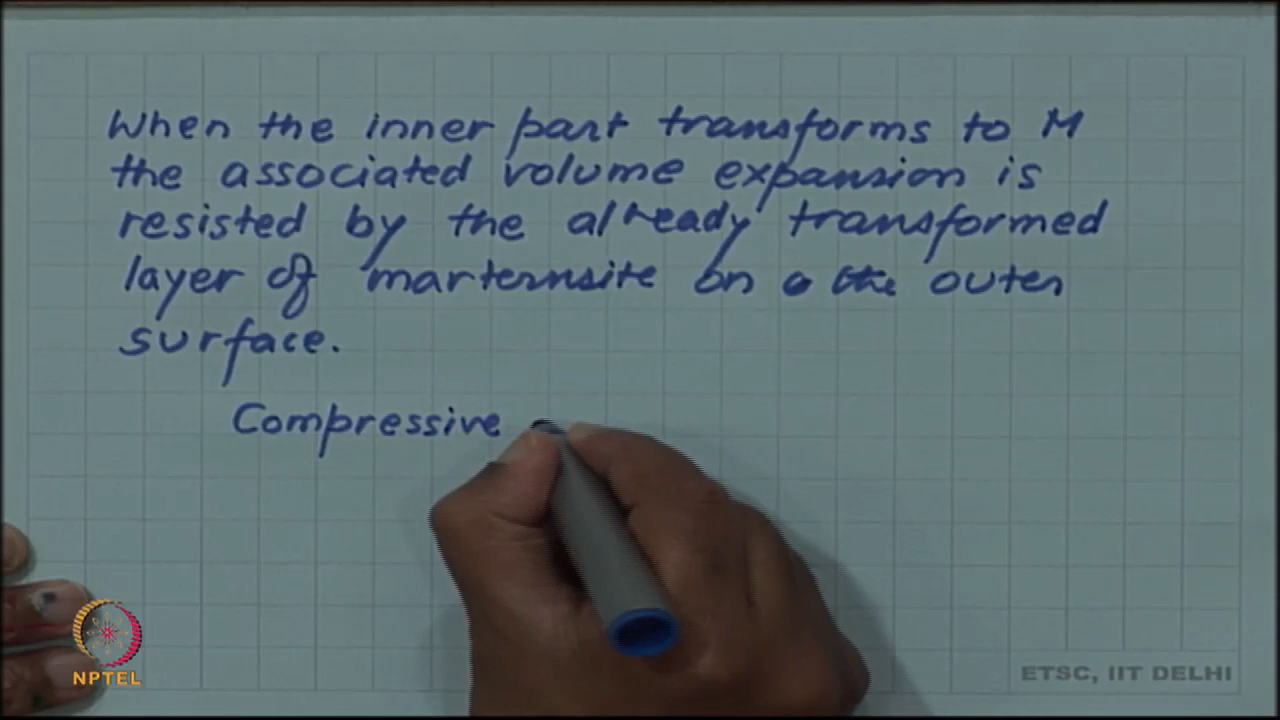 When the inner part transforms to M
the associated volume expansion is
resisted by the already transformed
layer of marternsite on the outer
surface.
Compressive
NPTEL
ETSC, IIT DELHI